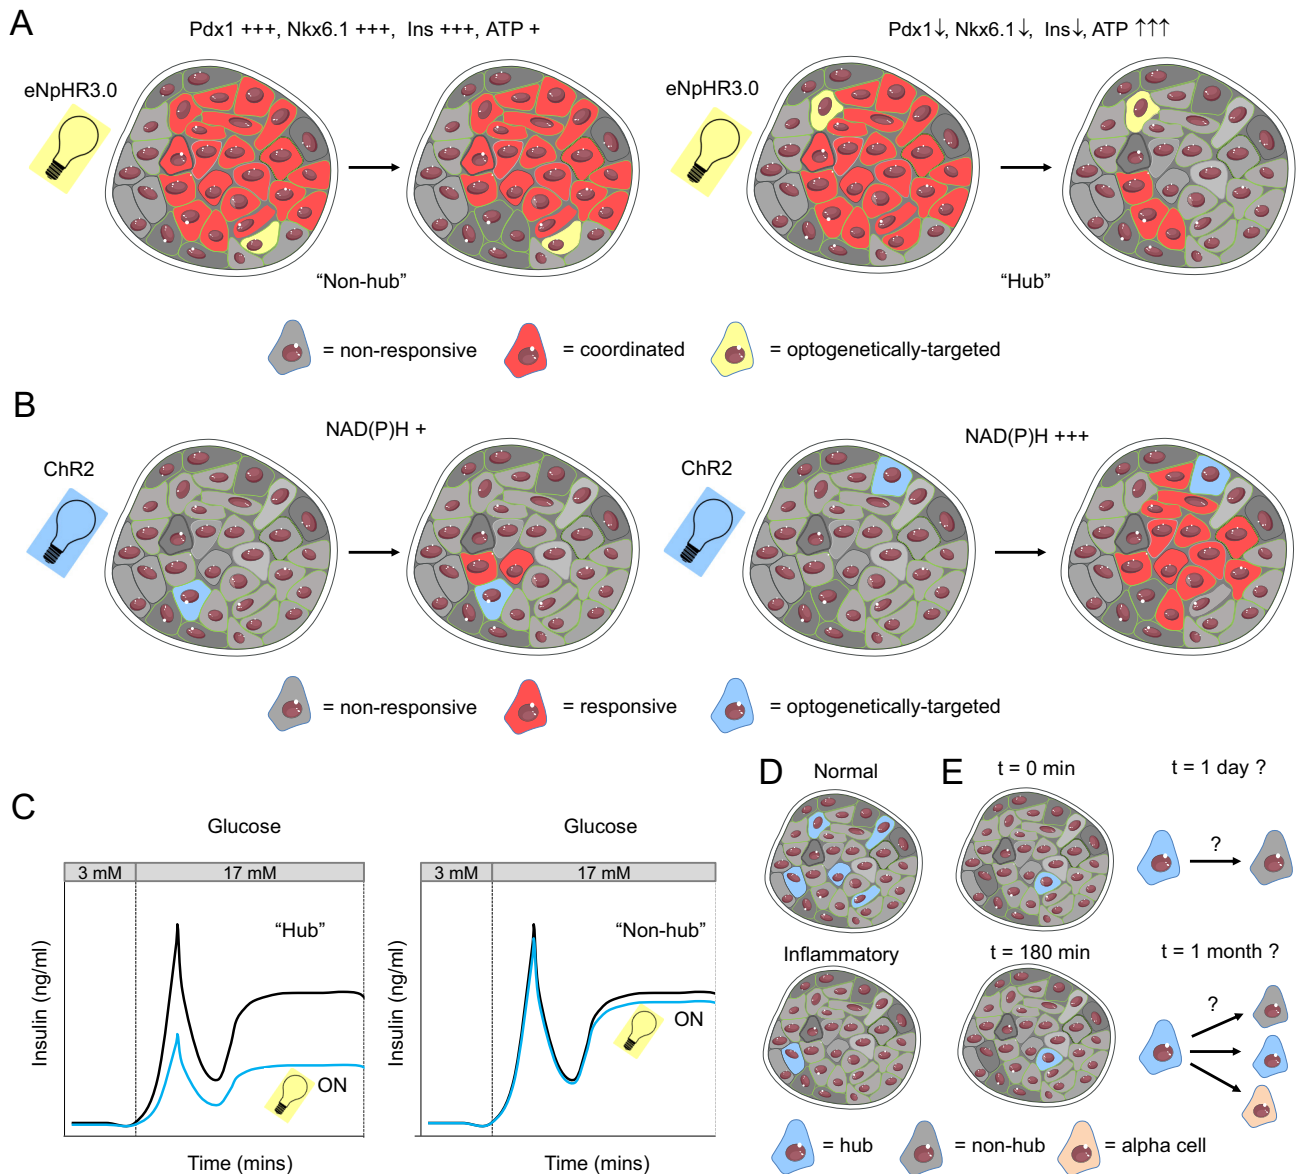 A
Pdx1 +++, Nkx6.1 +++, Ins +++, ATP +
Pdx1↓, Nkx6.1↓, Ins↓, ATP ↑↑↑
eNpHR3.0
eNpHR3.0
“Non-hub”
“Hub”
= non-responsive
= coordinated
= optogenetically-targeted
B
NAD(P)H +
NAD(P)H +++
ChR2
ChR2
= non-responsive
= responsive
= optogenetically-targeted
C
Glucose
Glucose
3 mM
17 mM
3 mM
17 mM
“Hub”
“Non-hub”
ON
ON
Insulin (ng/ml)
Insulin (ng/ml)
Time (mins)
Time (mins)
D
Normal
Inflammatory
E
t = 0 min
t = 1 day ?
?
t = 180 min
t = 1 month ?
?
= hub
= non-hub
= alpha cell